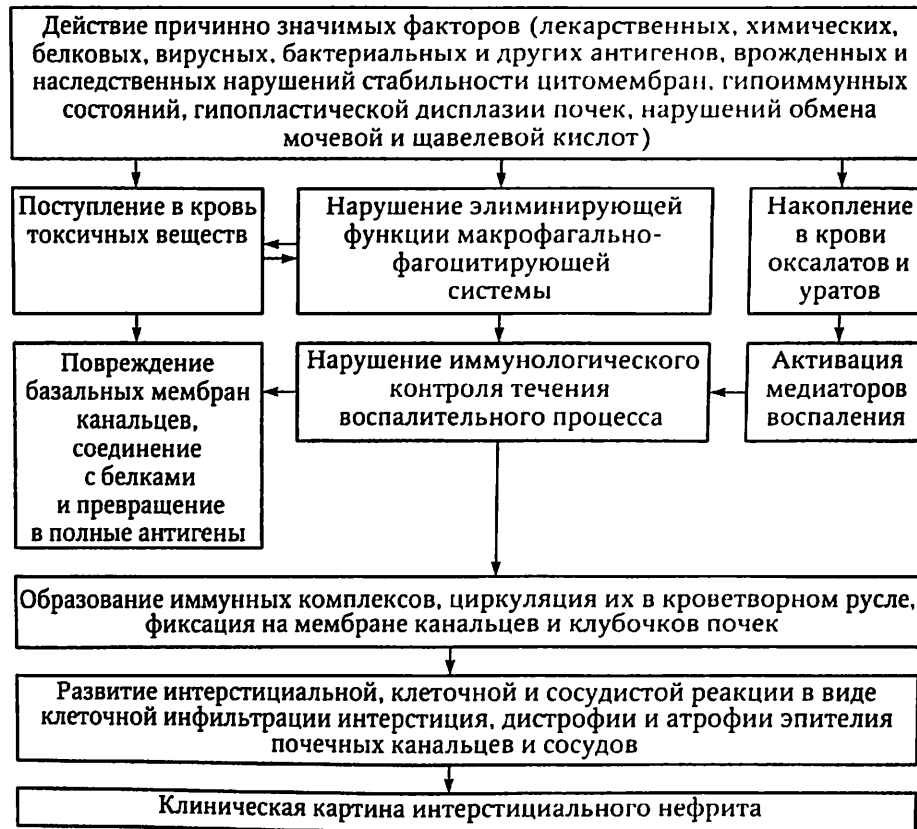 Действие причинно значимых факторов (лекарственных, химических,
белковых, вирусных, бактериальных и других антигенов, врожденных и
наследственных нарушений стабильности цитомембран, гипоиммунных
состояний, гипопластической дисплазии почек, нарушений обмена
мочевой и щавелевой кислот)
Поступление в кровь
токсичных веществ
Нарушение элиминирующей
функции макрофагально-
фагоцитирующей
системы
Накопление
в крови
оксалатов и
уратов
Повреждение
базальных мембран
канальцев,
соединение
с белками
и превращение
в полные антигены
Нарушение иммунологического
контроля течения
воспалительного процесса
Активация
медиаторов
воспаления
Образование иммунных комплексов, циркуляция их в кроветворном русле,
фиксация на мембране канальцев и клубочков почек
Развитие интерстициальной, клеточной и сосудистой реакции в виде
клеточной инфильтрации интерстиция, дистрофии и атрофии эпителия
почечных канальцев и сосудов
Клиническая картина интерстициального нефрита